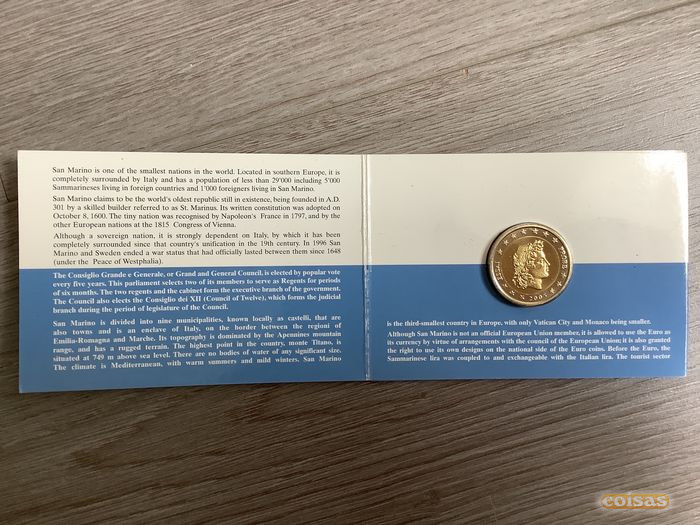 San Marino is one of the smallest nations in the world. Located in southern Europe, it is
completely surrounded by Italy and has a population of less than 29'000 including 5'000
Sammarineses living in foreign countries and 1'000 foreigners living in San Marino.
San Marino claims to be the world's oldest republic still in existence, being founded in A.D.
301 by a skilled builder referred to as St. Marinus. Its written constitution was adopted on
October 8, 1600. The tiny nation was recognised by Napoleon's France in 1797, and by the
other European nations at the 1815 Congress of Vienna.
Although a sovereign nation, it is strongly dependent on Italy, by which it has been
completely surrounded since that country's unification in the 19th century. In 1996 San
Marino and Sweden ended a war status that had officially lasted between them since 1648
(under the Peace of Westphalia).
The Consiglio Grande e Generale, or Grand and General Council, is elected by popular vote
every five years. This parliament selects two of its members to serve as Regents for periods
of six months. The two regents and the cabinet form the executive branch of the government.
The Council also elects the Consiglio dei XII (Council of Twelve), which forms the judicial
branch during the period of legislature of the Council.
San Marino is divided into nine municipalities, known locally as castelli, that are
also towns and is an enclave of Italy, on the border between the regions of
Emilia-Romagna and Marche. Its topography is dominated by the Apennines mountain
range, and has a rugged terrain. The highest point in the country, monte Titano, is
situated at 749 m above sea level. There are no bodies of water of any significant size.
The climate is Mediterranean, with warm summers and mild winters. San Marino
is the third-smallest country in Europe, with only Vatican City and Monaco being smaller.
Although San Marino is not an official European Union member, it is allowed to use the Euro as
its currency by virtue of arrangements with the council of the European Union; it is also granted
the right to use its own designs on the national side of the Euro coins. Before the Euro, the
Sammarinese lira was coupled to and exchangeable with the Italian lira. The tourist sector
coisas